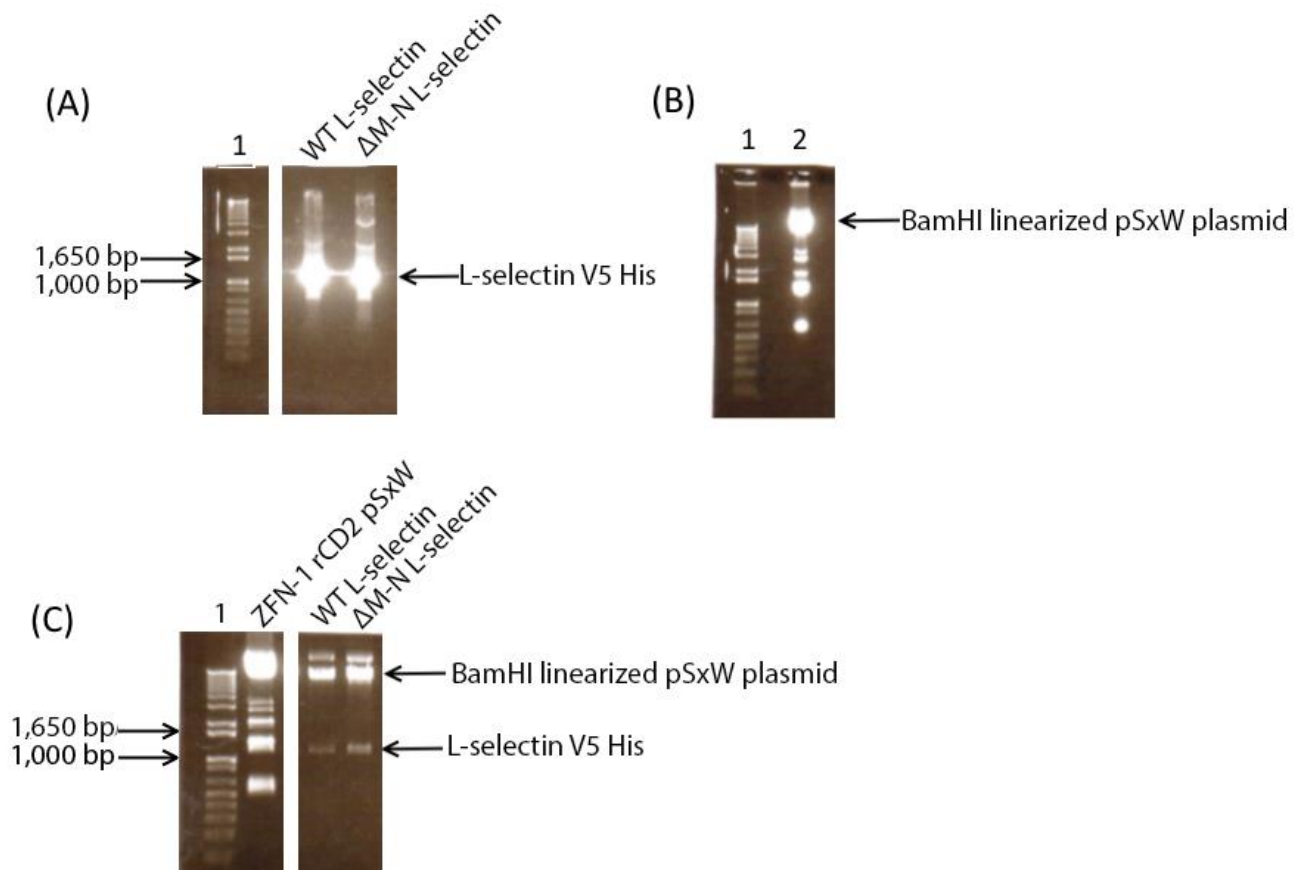 (A)
1
WT L-selectin
ΔM-N L-selectin
1,650 bp
1,000 bp
L-selectin V5 His
(B)
1 2
BamHI linearized pSxW plasmid
(C)
1
ZFN-1 rCD2 pSxW
WT L-selectin
ΔM-N L-selectin
BamHI linearized pSxW plasmid
1,650 bp
1,000 bp
L-selectin V5 His